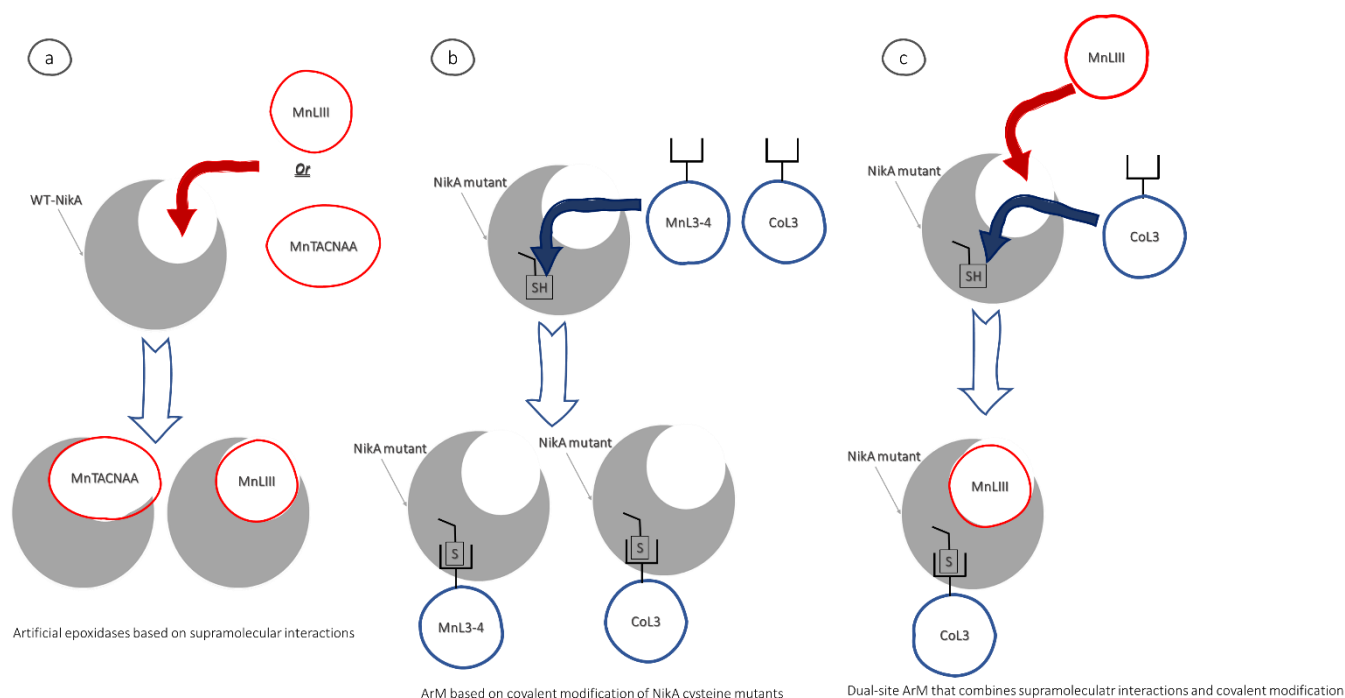 a
MnLIII
Or
MnTACNAA
WT-NikA
MnTACNAA
MnLIII
Artificial epoxidases based on supramolecular interactions
b
NikA mutant
MnL3-4
CoL3
SH
NikA mutant
NikA mutant
S
S
MnL3-4
CoL3
ArM based on covalent modification of NikA cysteine mutants
c
MnLIII
NikA mutant
CoL3
SH
NikA mutant
MnLIII
S
CoL3
Dual-site ArM that combines supramoleculatr interactions and covalent modification